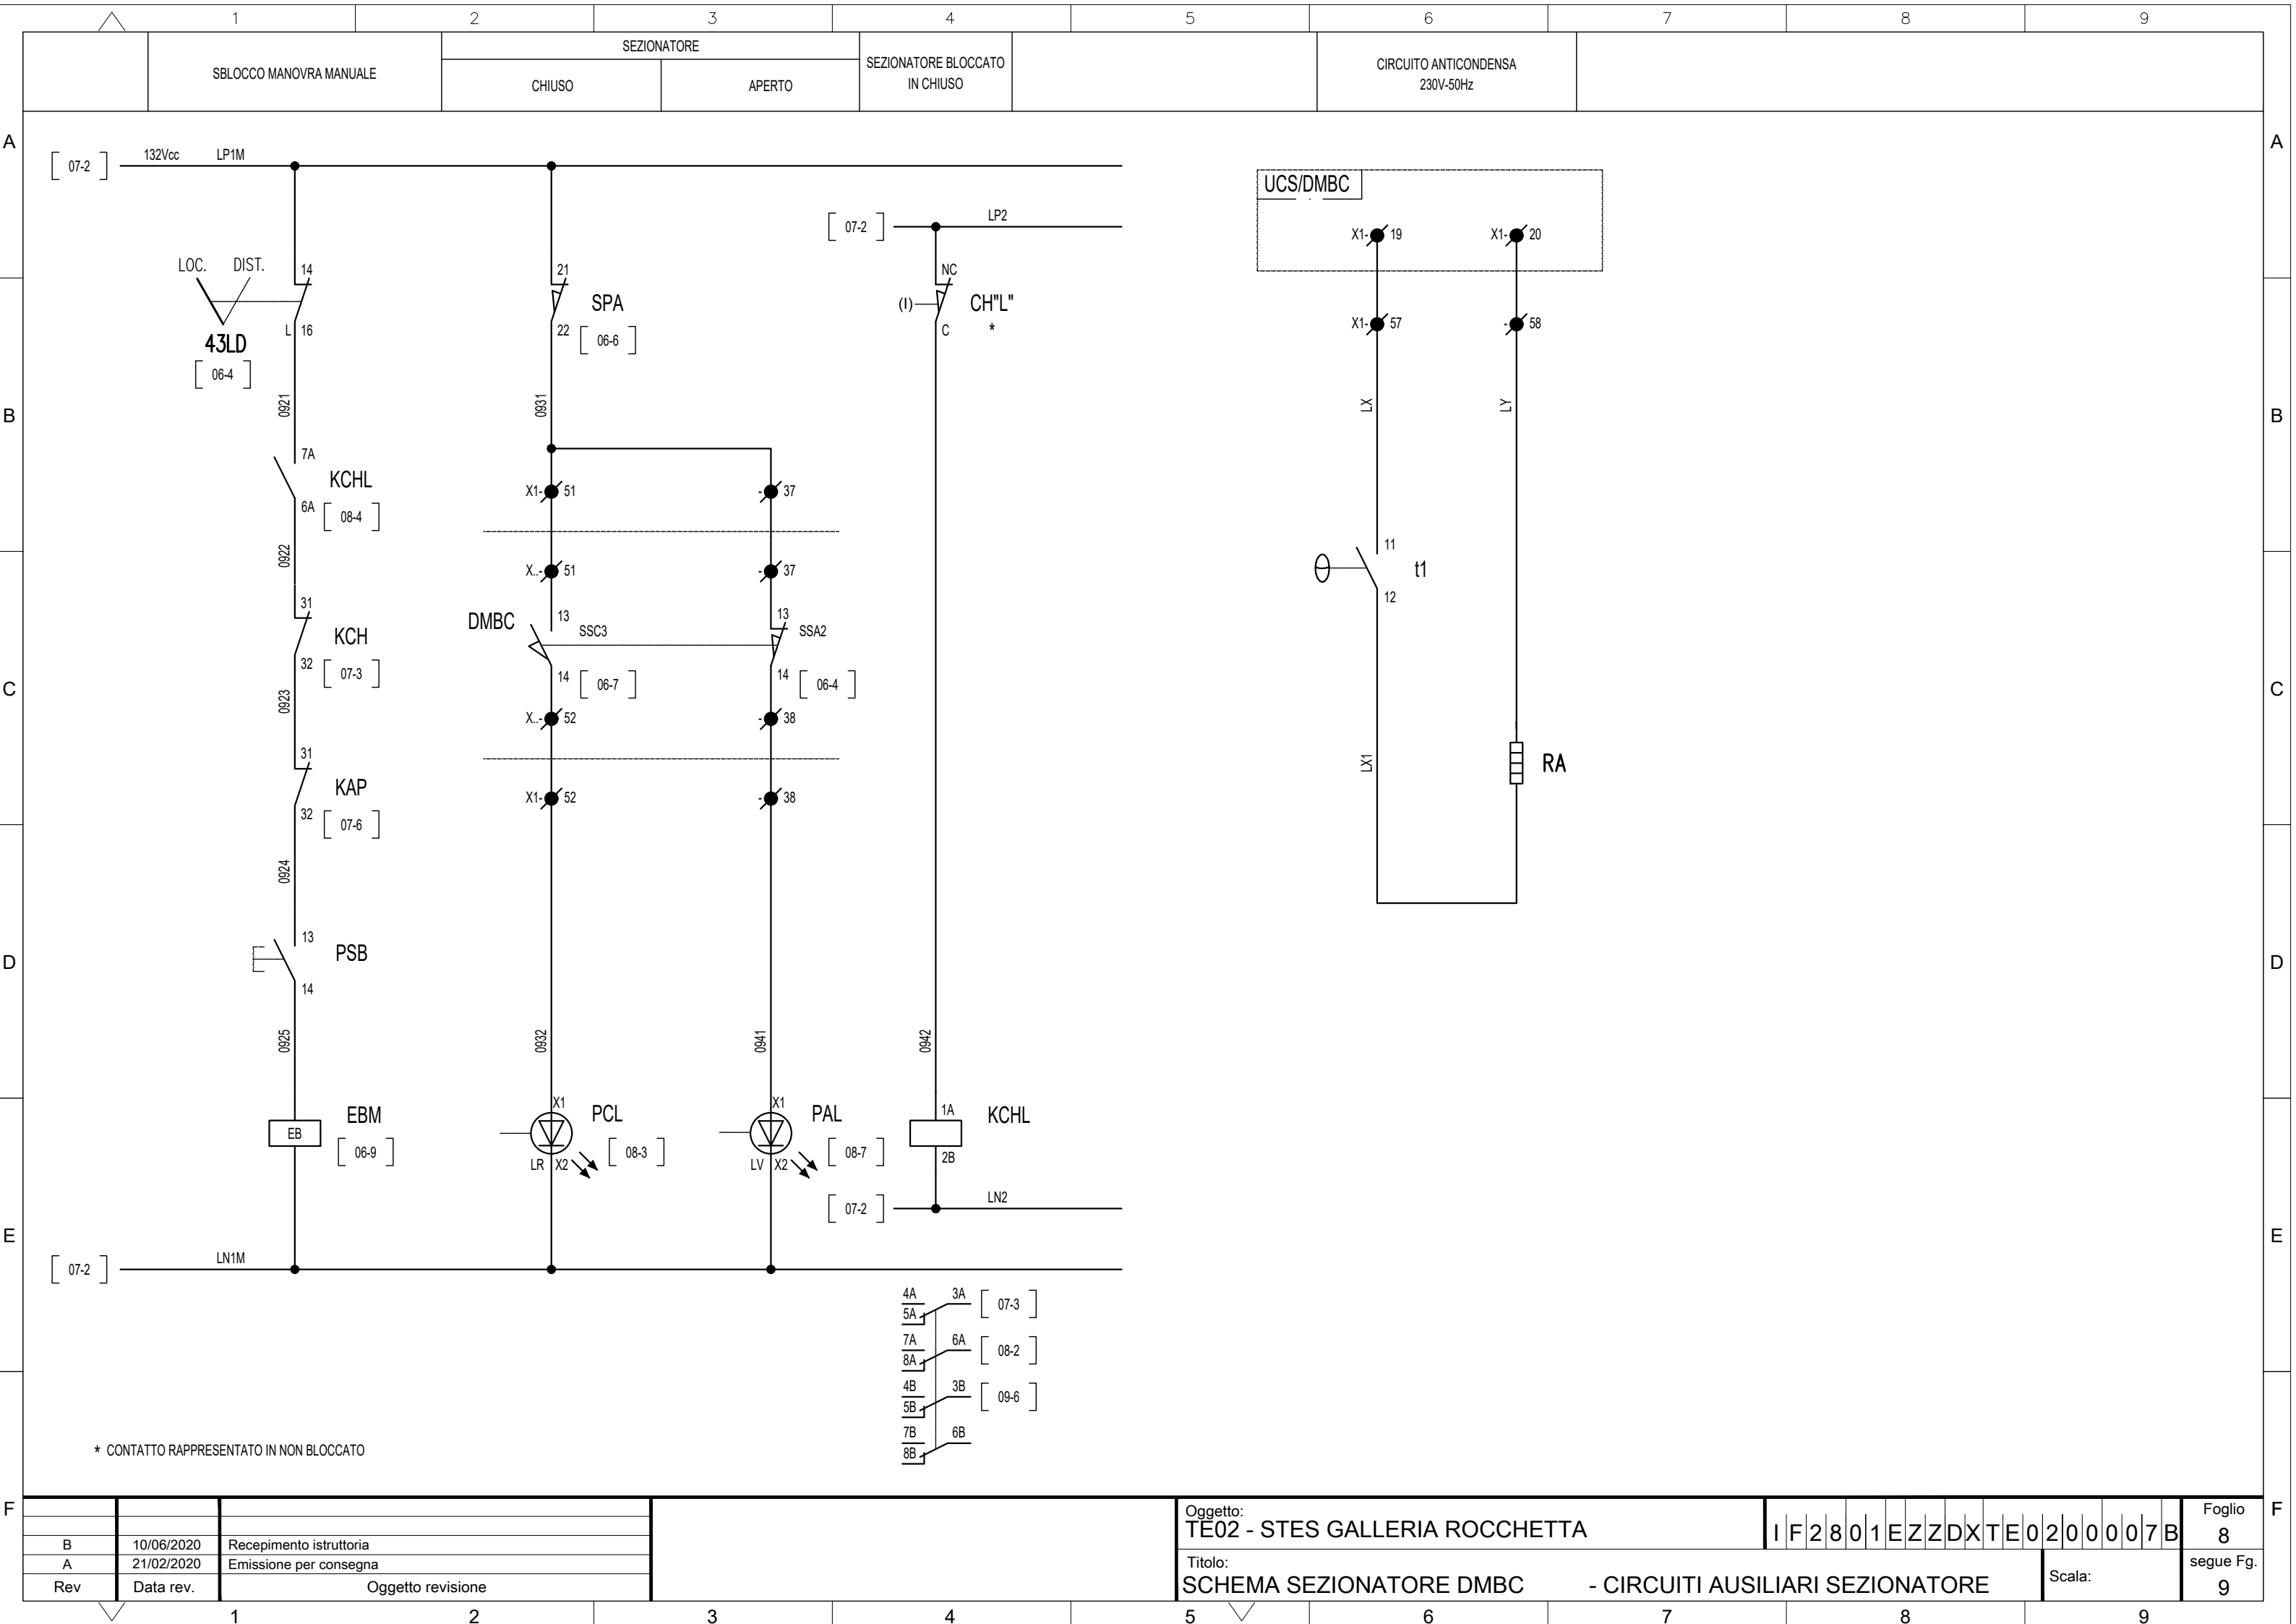 1 2 3 4 5 6 7 8 9
SBLOCCO MANOVRA MANUALE
SEZIONATORE
CHIUSO
APERTO
SEZIONATORE BLOCCATO
IN CHIUSO
CIRCUITO ANTICONDENSA
230V-50Hz
A
A
07-2
132Vcc
LP1M
07-2
LP2
UCS/DMBC
X1- 19
X1- 20
LOC.
DIST.
14
L 16
43LD
06-4
21
SPA
22
06-6
NC
(I)
CH"L"
C
*
X1- 57
- 58
B
B
0921
0931
LX
LY
7A
KCHL
6A
08-4
X1- 51
- 37
0922
X..- 51
- 37
11
t1
12
31
KCH
32
07-3
DMBC
13
SSC3
14
06-7
13
SSA2
14
06-4
C
C
0923
X..- 52
- 38
31
KAP
32
07-6
X1- 52
- 38
LX1
RA
0924
13
PSB
14
D
D
0925
0932
0941
0942
EB
EBM
06-9
X1
PCL
LR X2
08-3
X1
PAL
LV X2
08-7
1A
KCHL
2B
07-2
LN2
E
E
07-2
LN1M
4A 3A
5A
07-3
7A 6A
8A
08-2
4B 3B
5B
09-6
7B 6B
8B
* CONTATTO RAPPRESENTATO IN NON BLOCCATO
F
F
B 10/06/2020 Recepimento istruttoria
A 21/02/2020 Emissione per consegna
Rev Data rev. Oggetto revisione
Oggetto:
TE02 - STES GALLERIA ROCCHETTA
IF2801EZZDXTE0200007B
Foglio
8
Titolo:
SCHEMA SEZIONATORE DMBC - CIRCUITI AUSILIARI SEZIONATORE
Scala:
segue Fg.
9
1 2 3 4 5 6 7 8 9